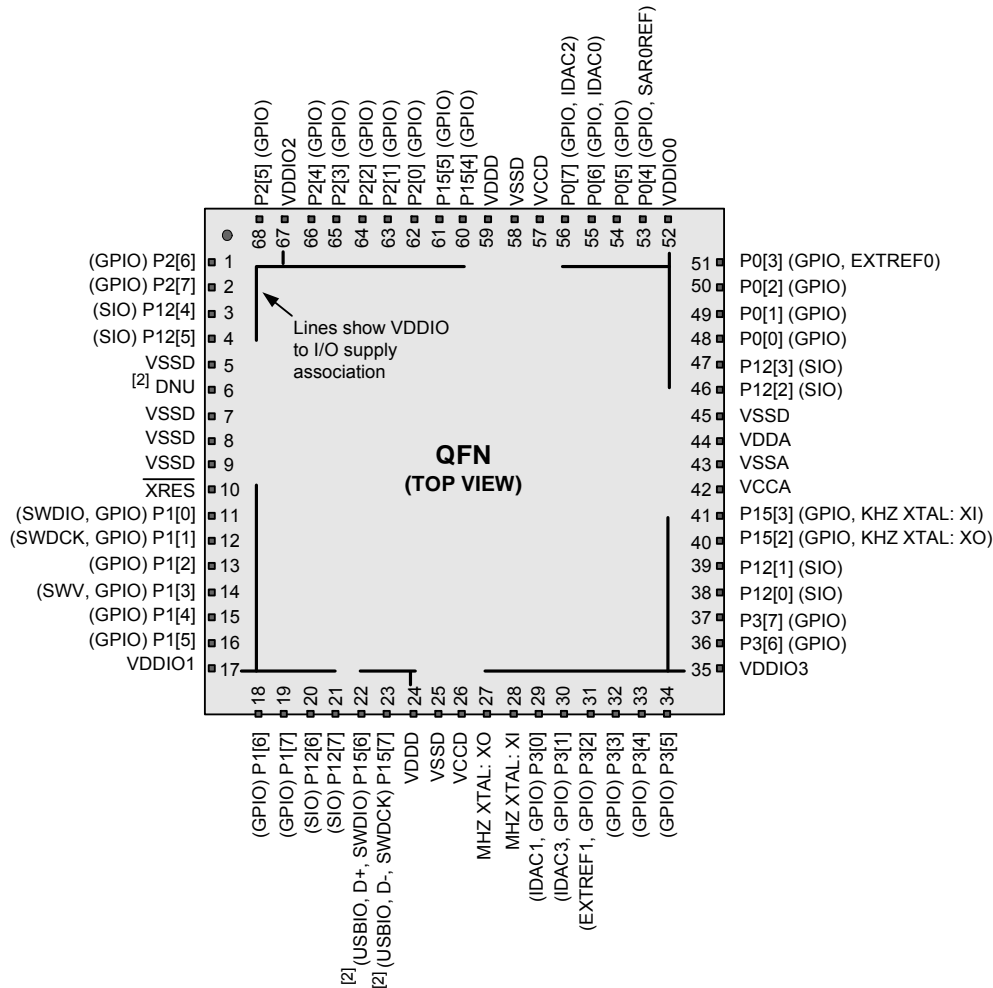 P2[5] (GPIO)
VDDIO2
P2[4] (GPIO)
P2[3] (GPIO)
P2[2] (GPIO)
P2[1] (GPIO)
P2[0] (GPIO)
P15[5] (GPIO)
P15[4] (GPIO)
VDDD
VSSD
VCCD
P0[7] (GPIO, IDAC2)
P0[6] (GPIO, IDAC0)
P0[5] (GPIO)
P0[4] (GPIO, SAR0REF)
VDDIO0
68
67
66
65
64
63
62
61
60
59
58
57
56
55
54
53
52
(GPIO) P2[6] 1
(GPIO) P2[7] 2
(SIO) P12[4] 3
(SIO) P12[5] 4
VSSD 5
[2] DNU 6
VSSD 7
VSSD 8
VSSD 9
XRES 10
(SWDIO, GPIO) P1[0] 11
(SWDCK, GPIO) P1[1] 12
(GPIO) P1[2] 13
(SWV, GPIO) P1[3] 14
(GPIO) P1[4] 15
(GPIO) P1[5] 16
VDDIO1 17
Lines show VDDIO
to I/O supply
association
QFN
(TOP VIEW)
51 P0[3] (GPIO, EXTREF0)
50 P0[2] (GPIO)
49 P0[1] (GPIO)
48 P0[0] (GPIO)
47 P12[3] (SIO)
46 P12[2] (SIO)
45 VSSD
44 VDDA
43 VSSA
42 VCCA
41 P15[3] (GPIO, KHZ XTAL: XI)
40 P15[2] (GPIO, KHZ XTAL: XO)
39 P12[1] (SIO)
38 P12[0] (SIO)
37 P3[7] (GPIO)
36 P3[6] (GPIO)
35 VDDIO3
18
19
20
21
22
23
24
25
26
27
28
29
30
31
32
33
34
(GPIO) P1[6]
(GPIO) P1[7]
(SIO) P12[6]
(SIO) P12[7]
[2] (USBIO, D+, SWDIO) P15[6]
[2] (USBIO, D-, SWDCK) P15[7]
VDDD
VSSD
VCCD
MHZ XTAL: XO
MHZ XTAL: XI
(IDAC1, GPIO) P3[0]
(IDAC3, GPIO) P3[1]
(EXTREF1, GPIO) P3[2]
(GPIO) P3[3]
(GPIO) P3[4]
(GPIO) P3[5]